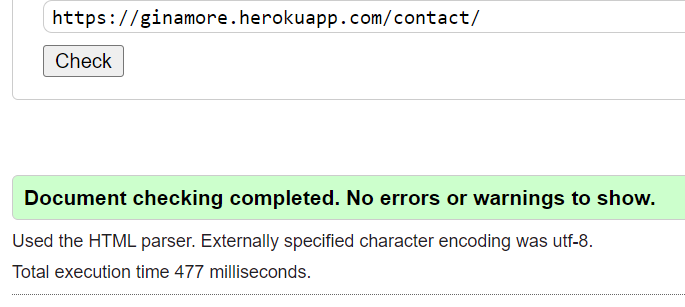 https://ginamore.herokuapp.com/contact/
Check
Document checking completed. No errors or warnings to show.
Used the HTML parser. Externally specified character encoding was utf-8.
Total execution time 477 milliseconds.